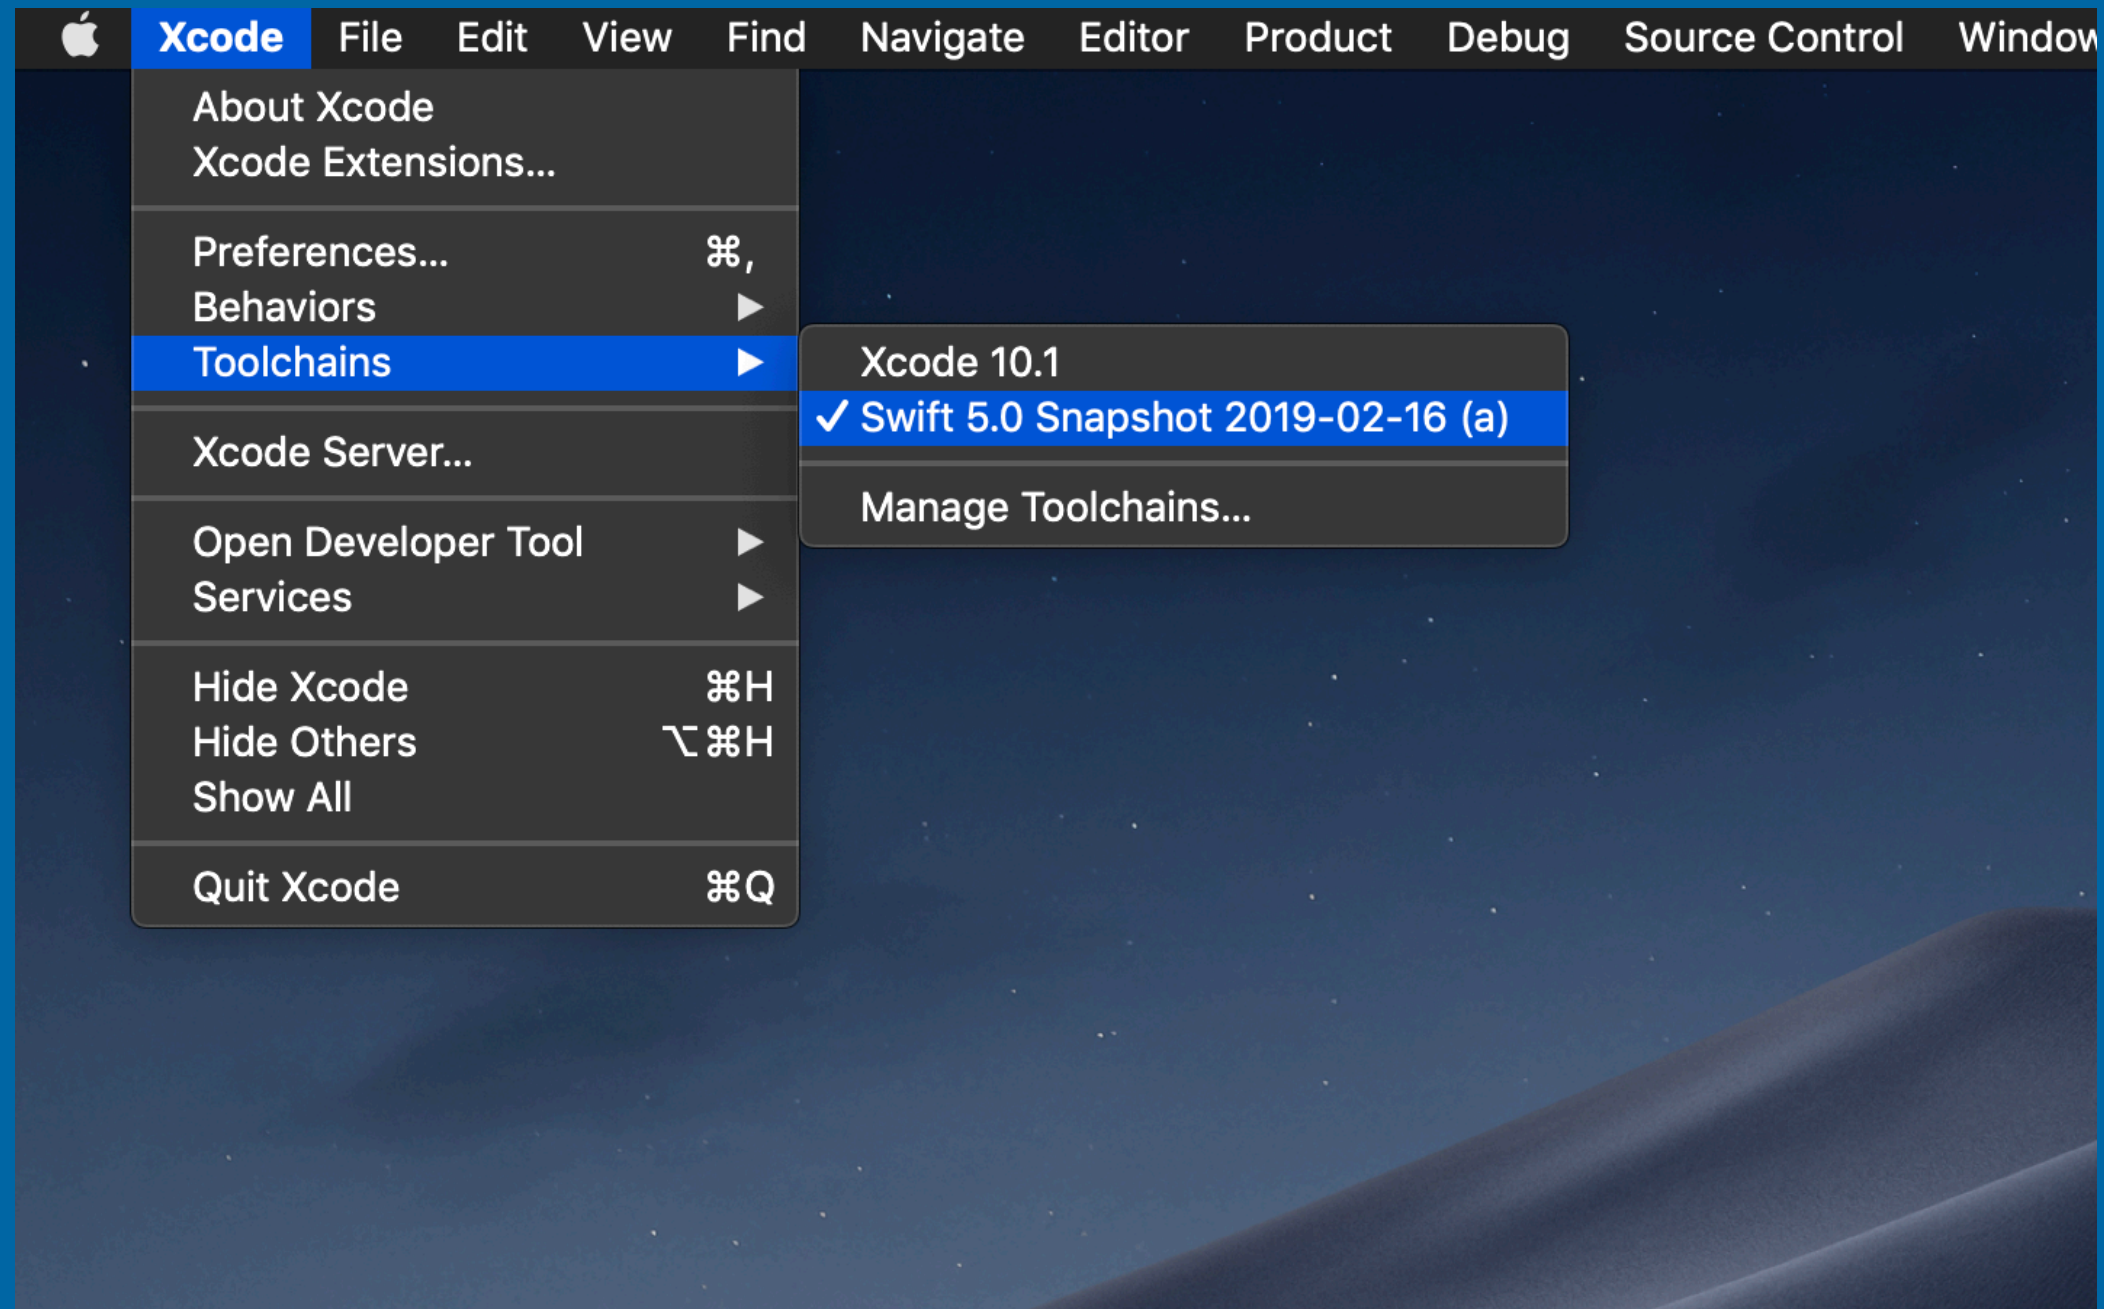 Xcode File Edit View Find Navigate Editor Product Debug Source Control Window
About Xcode
Xcode Extensions...
Preferences... ⌘,
Behaviors ▶
Toolchains ▶
Xcode 10.1
✓ Swift 5.0 Snapshot 2019-02-16 (a)
Manage Toolchains...
Xcode Server...
Open Developer Tool ▶
Services ▶
Hide Xcode ⌘H
Hide Others ⌥⌘H
Show All
Quit Xcode ⌘Q